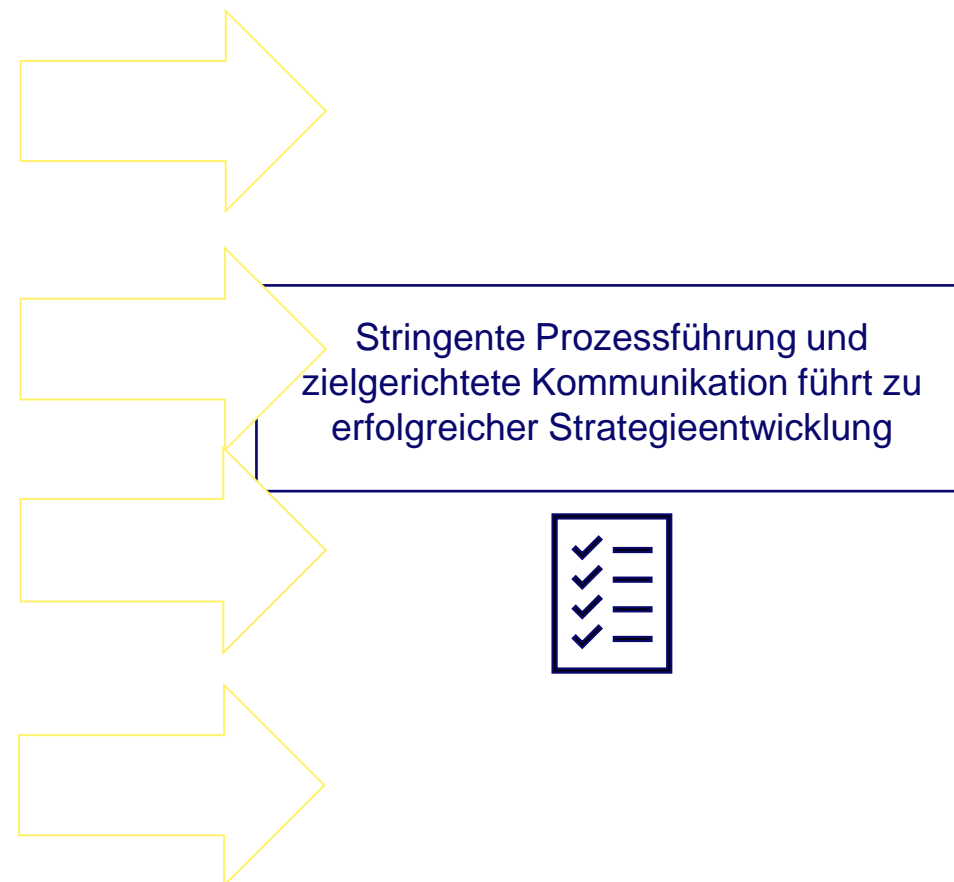 Stringente Prozessführung und
zielgerichtete Kommunikation führt zu
erfolgreicher Strategieentwicklung